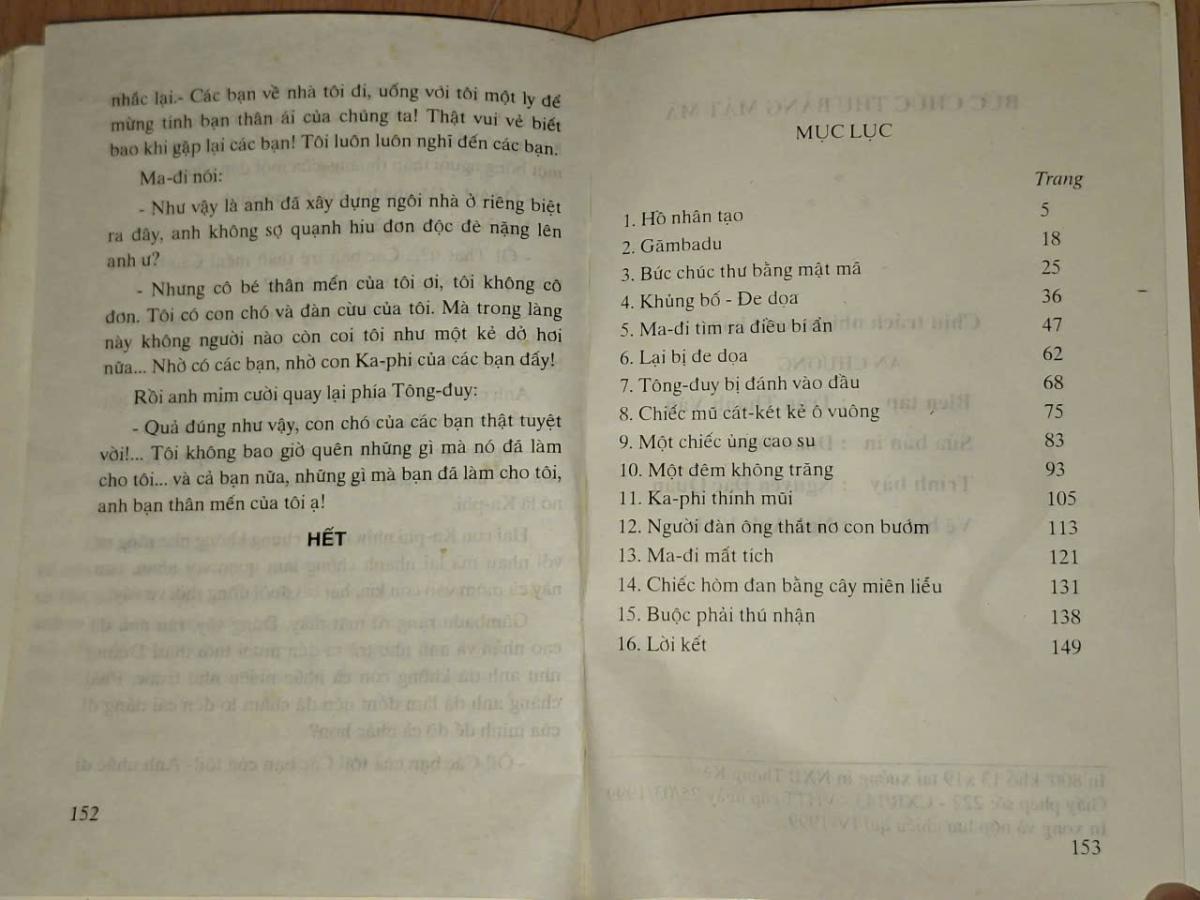 nhắc lại.- Các bạn về nhà tôi đi, uống với tôi một ly để
mừng tình bạn thân ái của chúng ta! Thật vui vẻ biết
bao khi gặp lại các bạn! Tôi luôn luôn nghĩ đến các bạn.
Ma-đi nói:
- Như vậy là anh đã xây dựng ngôi nhà ở riêng biệt
ra đây, anh không sợ quạnh hiu đơn độc đè nặng lên
anh ư?
- Nhưng cô bé thân mến của tôi ơi, tôi không cô
đơn. Tôi có con chó và đàn cừu của tôi. Mà trong làng
này không người nào còn coi tôi như một kẻ dở hơi
nữa... Nhờ có các bạn, nhờ con Ka-phi của các bạn đấy!
Rồi anh mỉm cười quay lại phía Tông-đuy:
- Quả đúng như vậy, con chó của các bạn thật tuyệt
vời!... Tôi không bao giờ quên những gì mà nó đã làm
cho tôi... và cả bạn nữa, những gì mà bạn đã làm cho tôi,
anh bạn thân mến của tôi ạ!
HẾT
152
MỤC LỤC
Trang
1. Hồ nhân tạo 5
2. Gămbadu 18
3. Bức chúc thư bằng mật mã 25
4. Khủng bố - Đe dọa 36
5. Ma-đi tìm ra điều bí ẩn 47
6. Lại bị đe dọa 62
7. Tông-đuy bị đánh vào đầu 68
8. Chiếc mũ cát-két kẻ ô vuông 75
9. Một chiếc ủng cao su 83
10. Một đêm không trăng 93
11. Ka-phi thính mũi 105
12. Người đàn ông thắt nơ con bướm 113
13. Ma-đi mất tích 121
14. Chiếc hòm đan bằng cây miên liễu 131
15. Buộc phải thú nhận 138
16. Lời kết 149
153